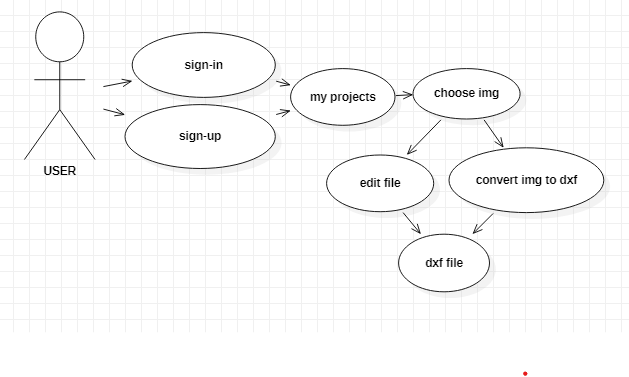 sign-in
my projects
choose img
sign-up
USER
edit file
convert img to dxf
dxf file